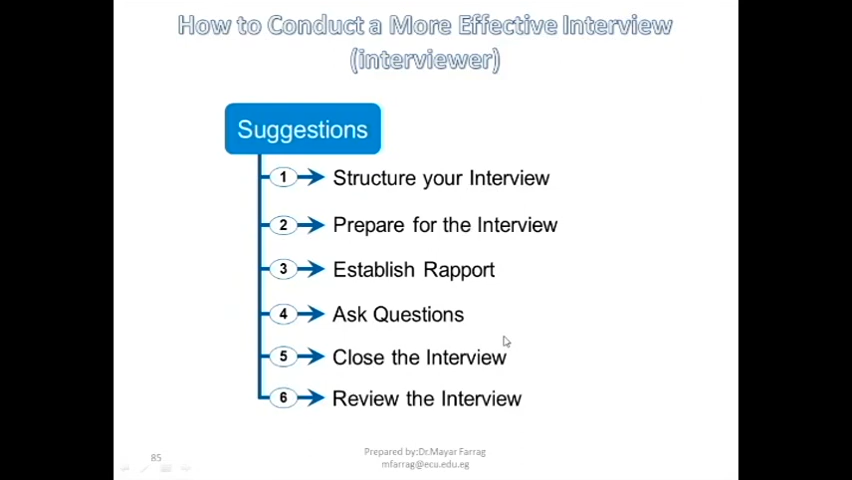 How to Conduct a More Effective Interview
(interviewer)
Suggestions
1 Structure your Interview
2 Prepare for the Interview
3 Establish Rapport
4 Ask Questions
5 Close the Interview
6 Review the Interview
85
Prepared by:Dr.Mayar Farrag
mfarrag@ecu.edu.eg